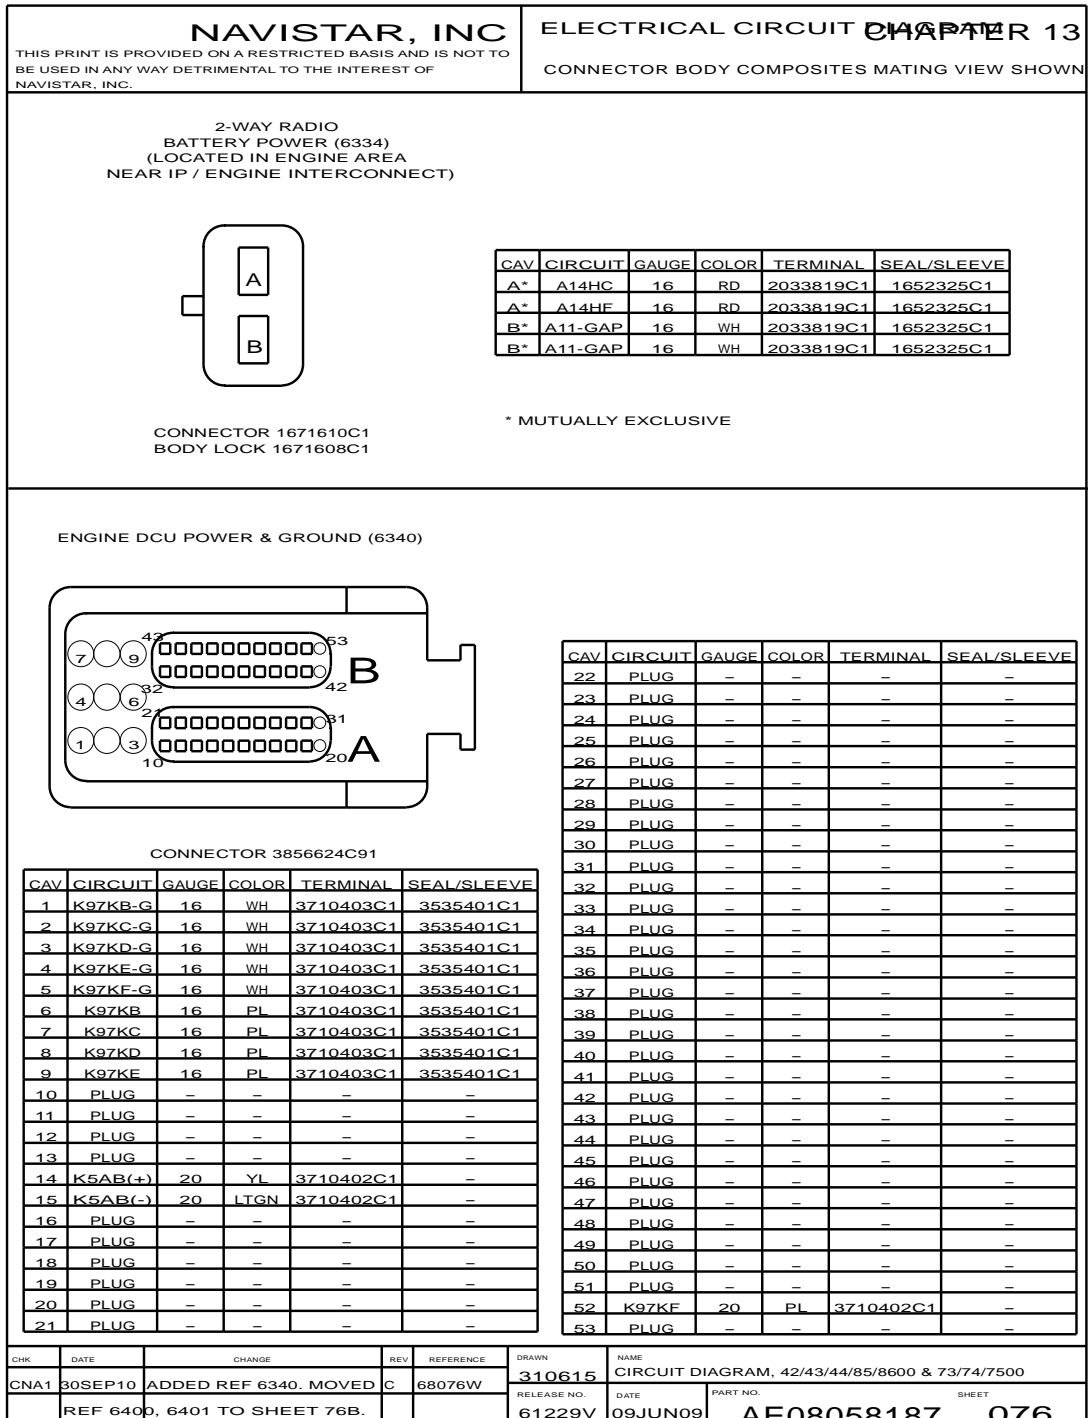 NAVISTAR, INC
THIS PRINT IS PROVIDED ON A RESTRICTED BASIS AND IS NOT TO
BE USED IN ANY WAY DETRIMENTAL TO THE INTEREST OF
NAVISTAR, INC.
ELECTRICAL CIRCUIT DIAGRAM
CHAPTER 13
CONNECTOR BODY COMPOSITES MATING VIEW SHOWN
2-WAY RADIO
BATTERY POWER (6334)
(LOCATED IN ENGINE AREA
NEAR IP / ENGINE INTERCONNECT)
A
B
CONNECTOR 1671610C1
BODY LOCK 1671608C1
CAV CIRCUIT GAUGE COLOR TERMINAL SEAL/SLEEVE
A* A14HC 16 RD 2033819C1 1652325C1
A* A14HF 16 RD 2033819C1 1652325C1
B* A11-GAP 16 WH 2033819C1 1652325C1
B* A11-GAP 16 WH 2033819C1 1652325C1
* MUTUALLY EXCLUSIVE
ENGINE DCU POWER & GROUND (6340)
43 53
7 9
B
32 42
4 6
21 31
1 3
A
10 20
CONNECTOR 3856624C91
CAV CIRCUIT GAUGE COLOR TERMINAL SEAL/SLEEVE
1 K97KB-G 16 WH 3710403C1 3535401C1
2 K97KC-G 16 WH 3710403C1 3535401C1
3 K97KD-G 16 WH 3710403C1 3535401C1
4 K97KE-G 16 WH 3710403C1 3535401C1
5 K97KF-G 16 WH 3710403C1 3535401C1
6 K97KB 16 PL 3710403C1 3535401C1
7 K97KC 16 PL 3710403C1 3535401C1
8 K97KD 16 PL 3710403C1 3535401C1
9 K97KE 16 PL 3710403C1 3535401C1
10 PLUG – – – –
11 PLUG – – – –
12 PLUG – – – –
13 PLUG – – – –
14 K5AB(+) 20 YL 3710402C1 –
15 K5AB(-) 20 LTGN 3710402C1 –
16 PLUG – – – –
17 PLUG – – – –
18 PLUG – – – –
19 PLUG – – – –
20 PLUG – – – –
21 PLUG – – – –
CAV CIRCUIT GAUGE COLOR TERMINAL SEAL/SLEEVE
22 PLUG – – – –
23 PLUG – – – –
24 PLUG – – – –
25 PLUG – – – –
26 PLUG – – – –
27 PLUG – – – –
28 PLUG – – – –
29 PLUG – – – –
30 PLUG – – – –
31 PLUG – – – –
32 PLUG – – – –
33 PLUG – – – –
34 PLUG – – – –
35 PLUG – – – –
36 PLUG – – – –
37 PLUG – – – –
38 PLUG – – – –
39 PLUG – – – –
40 PLUG – – – –
41 PLUG – – – –
42 PLUG – – – –
43 PLUG – – – –
44 PLUG – – – –
45 PLUG – – – –
46 PLUG – – – –
47 PLUG – – – –
48 PLUG – – – –
49 PLUG – – – –
50 PLUG – – – –
51 PLUG – – – –
52 K97KF 20 PL 3710402C1 –
53 PLUG – – – –
CHK DATE CHANGE REV REFERENCE
CNA1 30SEP10 ADDED REF 6340. MOVED C 68076W
REF 6400, 6401 TO SHEET 76B.
DRAWN
310615
NAME
CIRCUIT DIAGRAM, 42/43/44/85/8600 & 73/74/7500
RELEASE NO.
61229V
DATE
09JUN09
PART NO.
AE08058187
SHEET
076